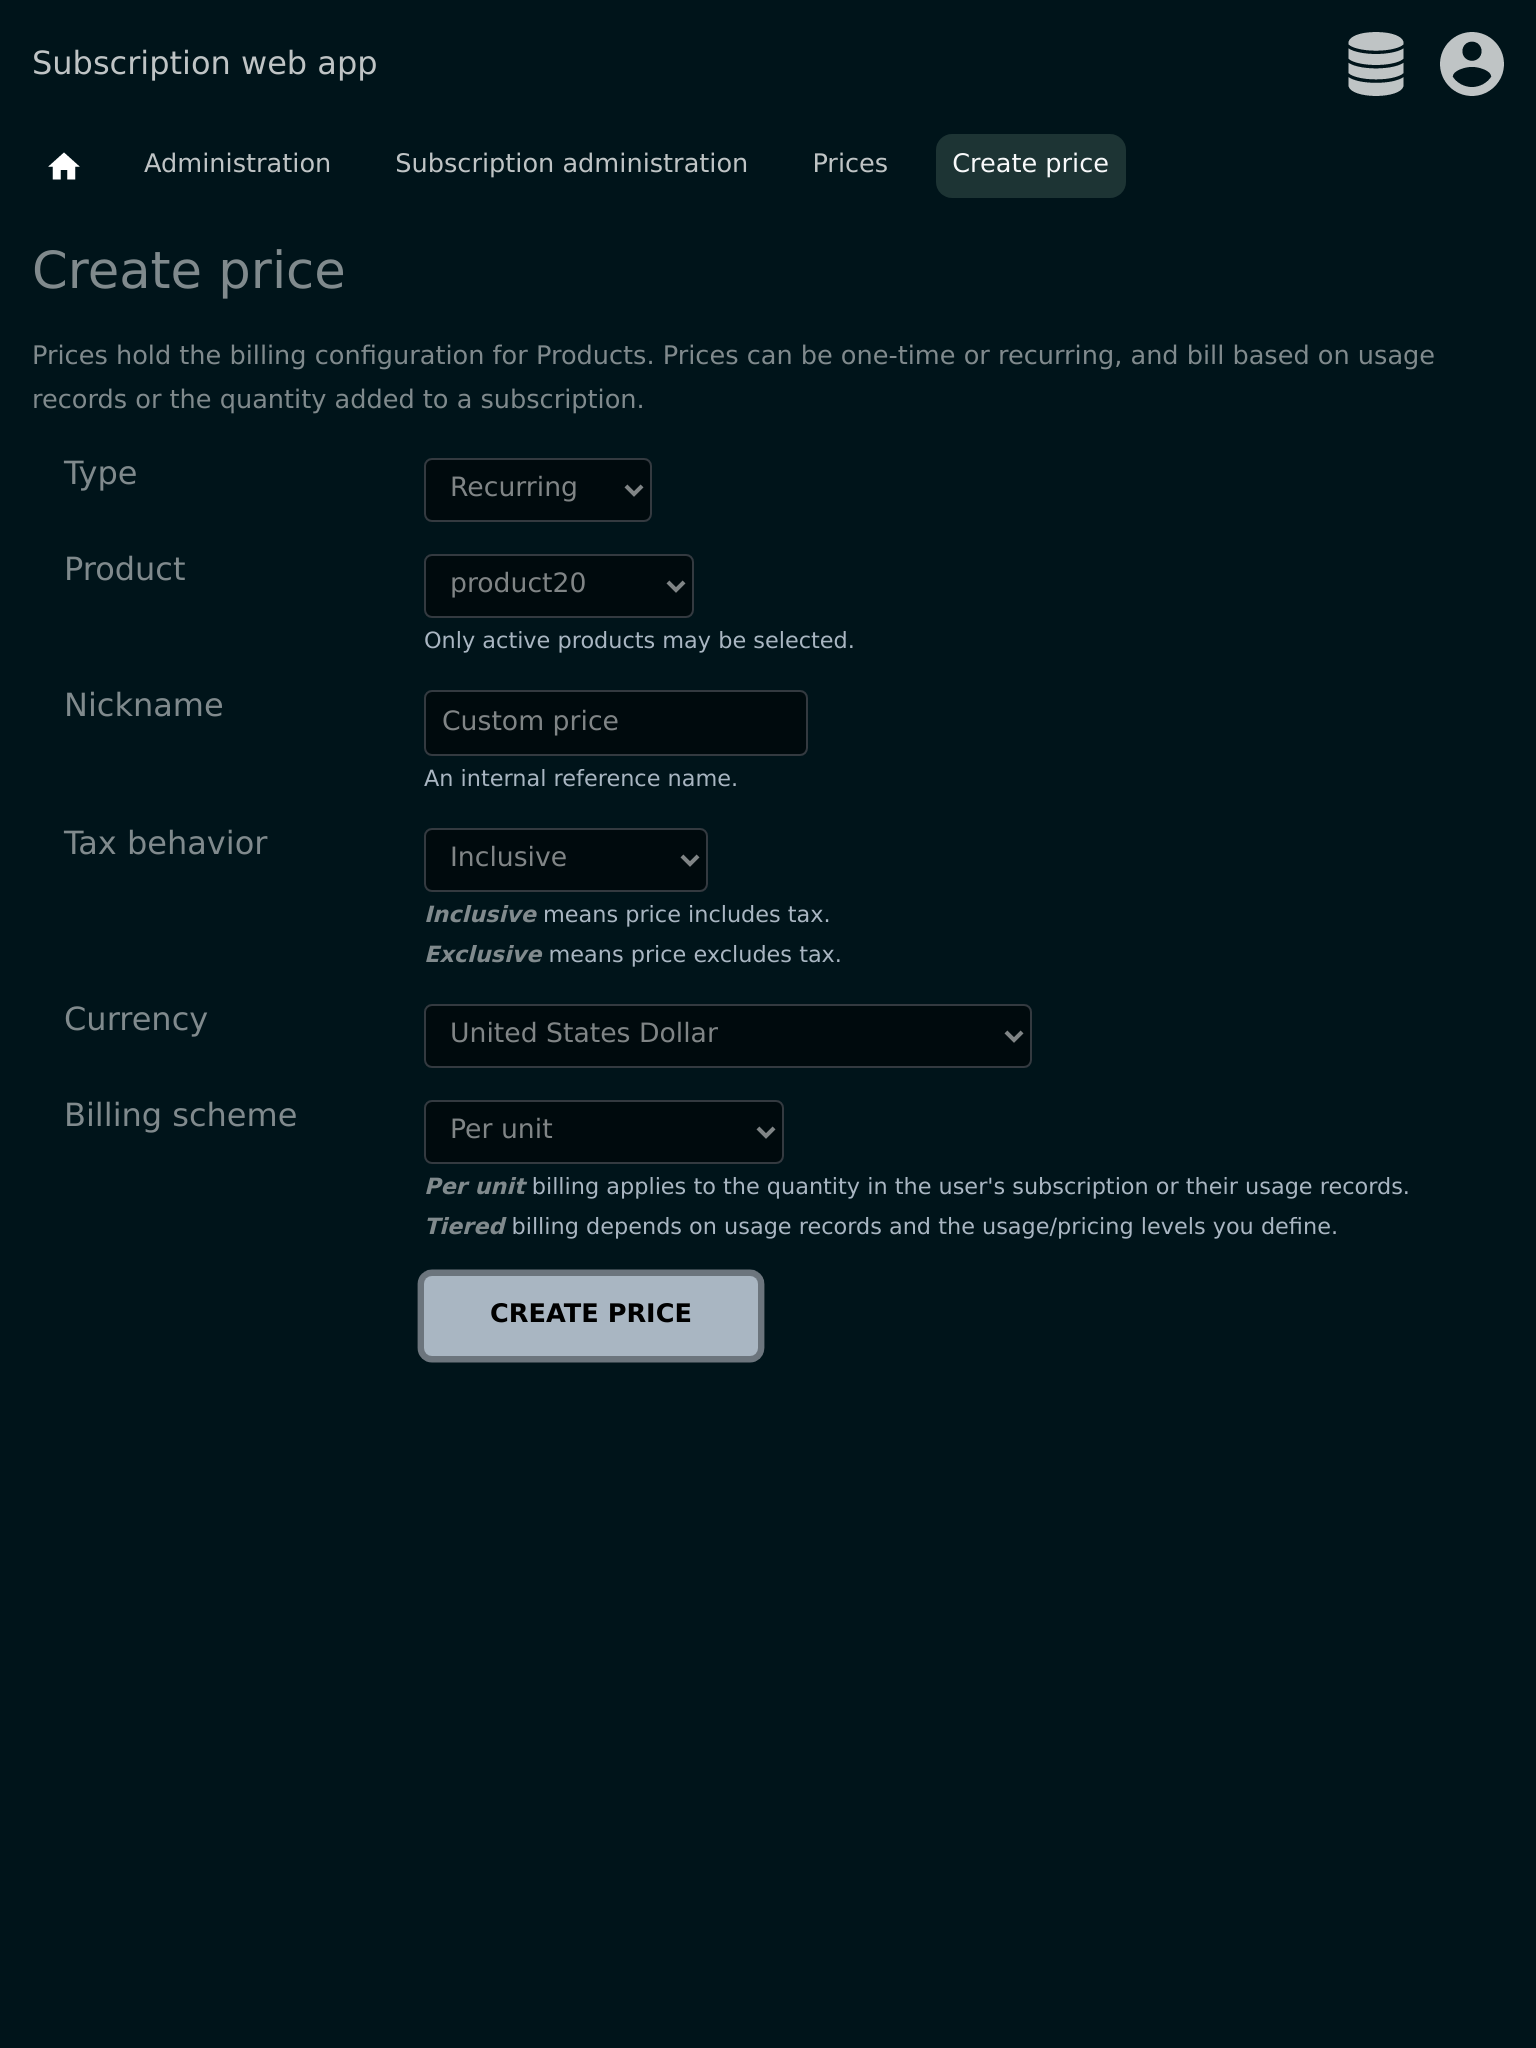 Subscription web app
Administration Subscription administration Prices Create price
Create price
Prices hold the billing configuration for Products. Prices can be one-time or recurring, and bill based on usage
records or the quantity added to a subscription.
Type Recurring
Product product20
Only active products may be selected.
Nickname Custom price
An internal reference name.
Tax behavior Inclusive
Inclusive means price includes tax.
Exclusive means price excludes tax.
Currency United States Dollar
Billing scheme Per unit
Per unit billing applies to the quantity in the user's subscription or their usage records.
Tiered billing depends on usage records and the usage/pricing levels you define.
CREATE PRICE